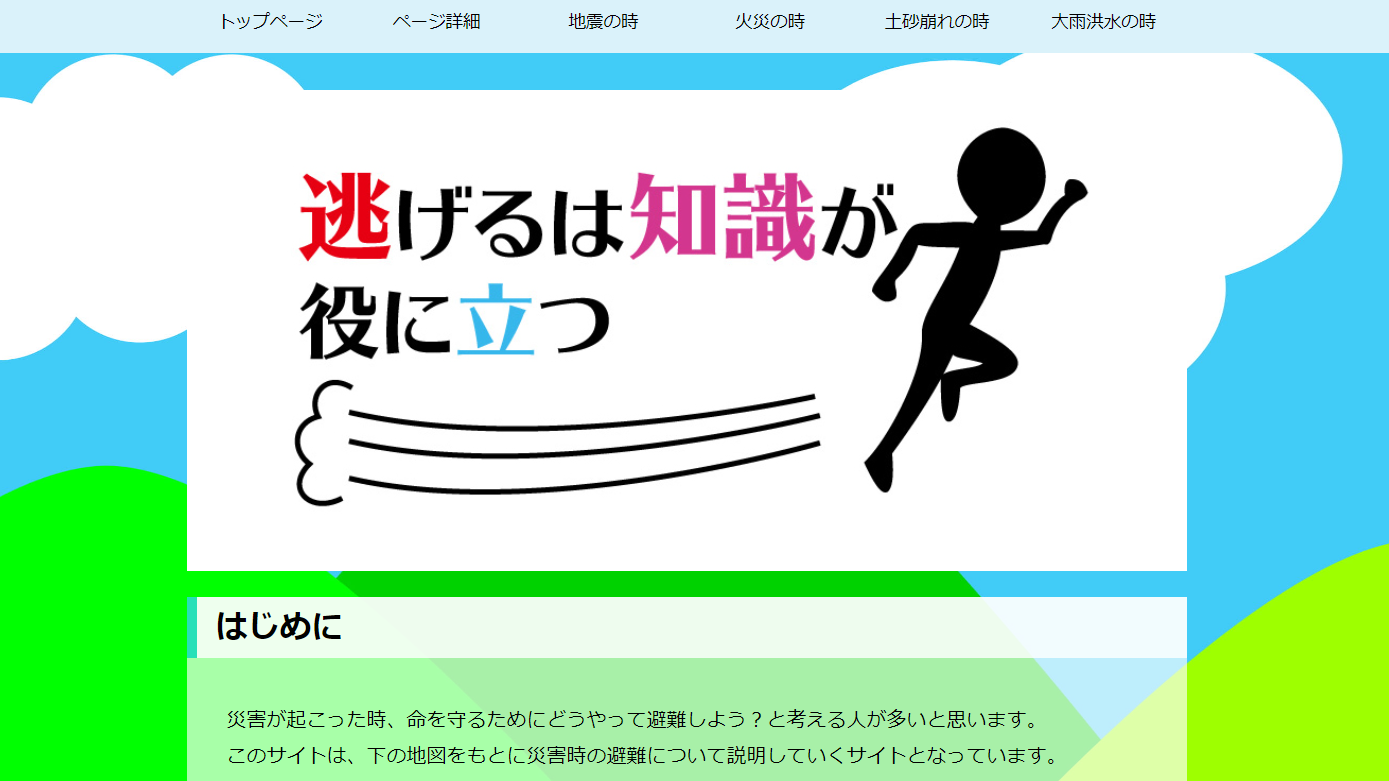 トップページ
ページ詳細
地震の時
火災の時
土砂崩れの時
大雨洪水の時
逃げるは知識が
役に立つ
はじめに
災害が起こった時、命を守るためにどうやって避難しよう？と考える人が多いと思います。
このサイトは、下の地図をもとに災害時の避難について説明していくサイトとなっています。